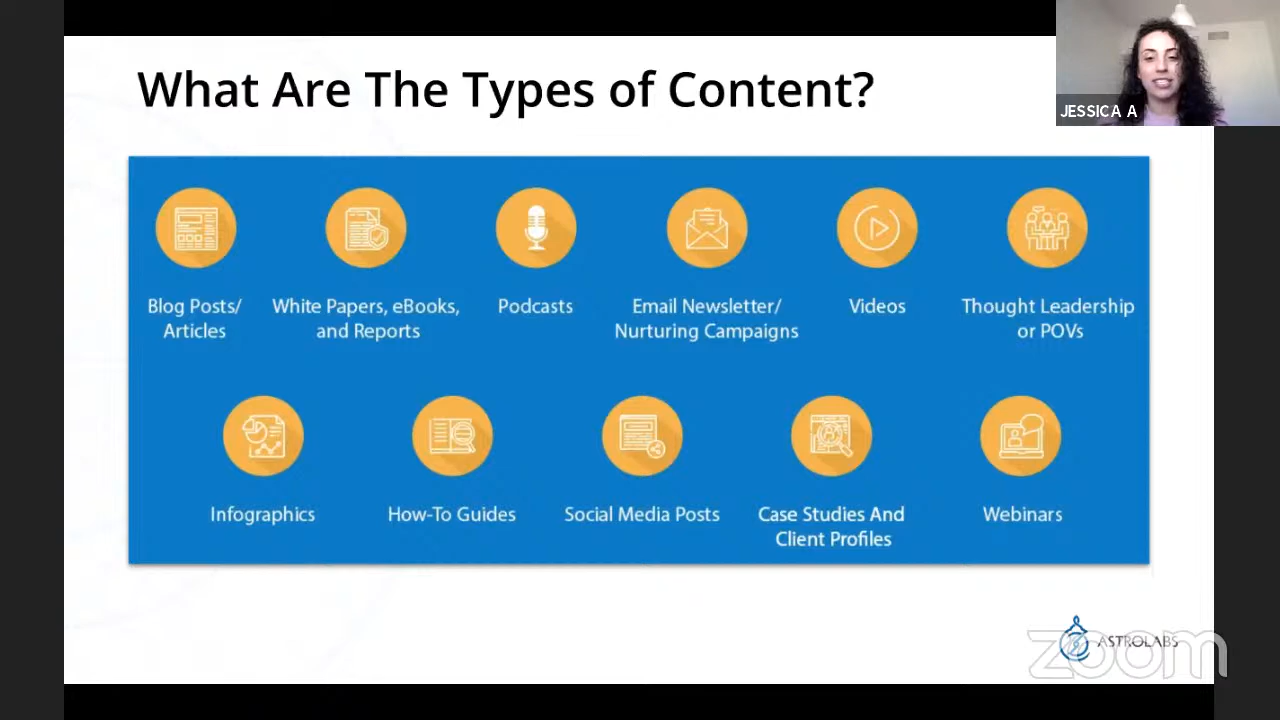 What Are The Types of Content?
JESSICA A
Blog Posts/
Articles
White Papers, eBooks,
and Reports
Podcasts
Email Newsletter/
Nurturing Campaigns
Videos
Thought Leadership
or POVs
Infographics
How-To Guides
Social Media Posts
Case Studies And
Client Profiles
Webinars
ASTROLABS
zoom